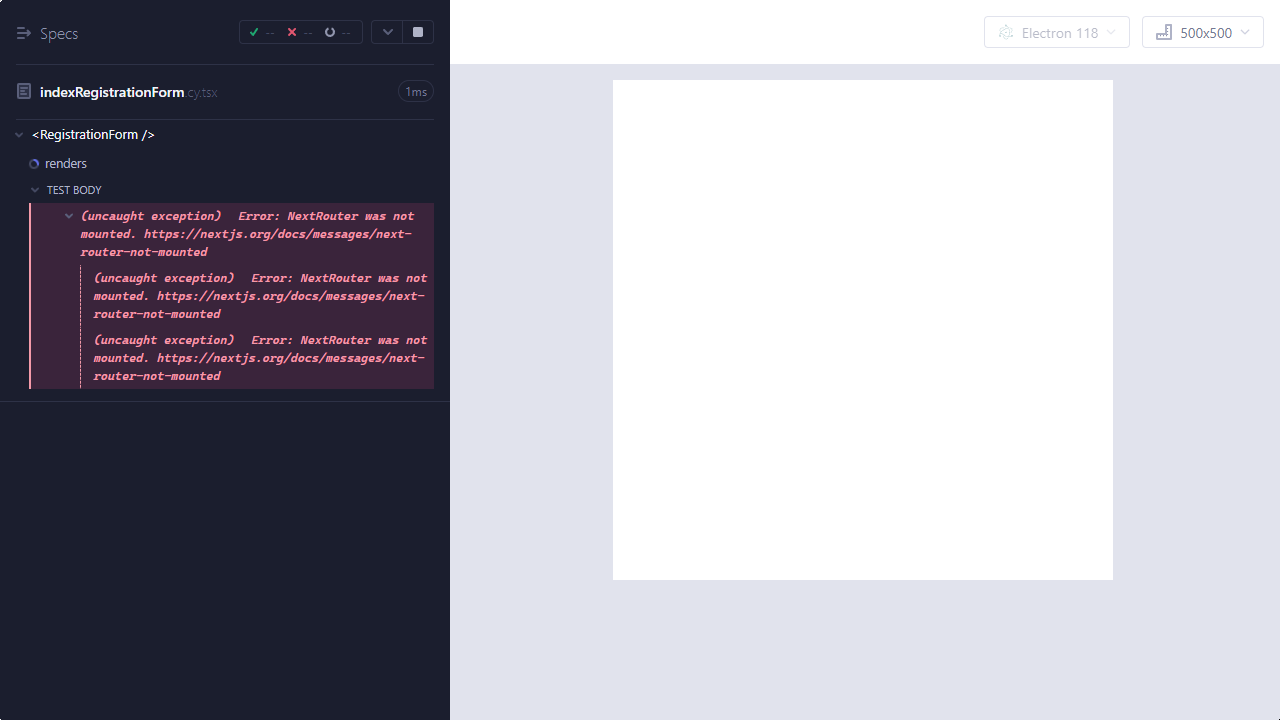 Specs
-- -- --
Electron 118
500x500
indexRegistrationForm.cy.tsx
1ms
<RegistrationForm />
renders
TEST BODY
(uncaught exception) Error: NextRouter was not
mounted. https://nextjs.org/docs/messages/next-
router-not-mounted
(uncaught exception) Error: NextRouter was not
mounted. https://nextjs.org/docs/messages/next-
router-not-mounted
(uncaught exception) Error: NextRouter was not
mounted. https://nextjs.org/docs/messages/next-
router-not-mounted